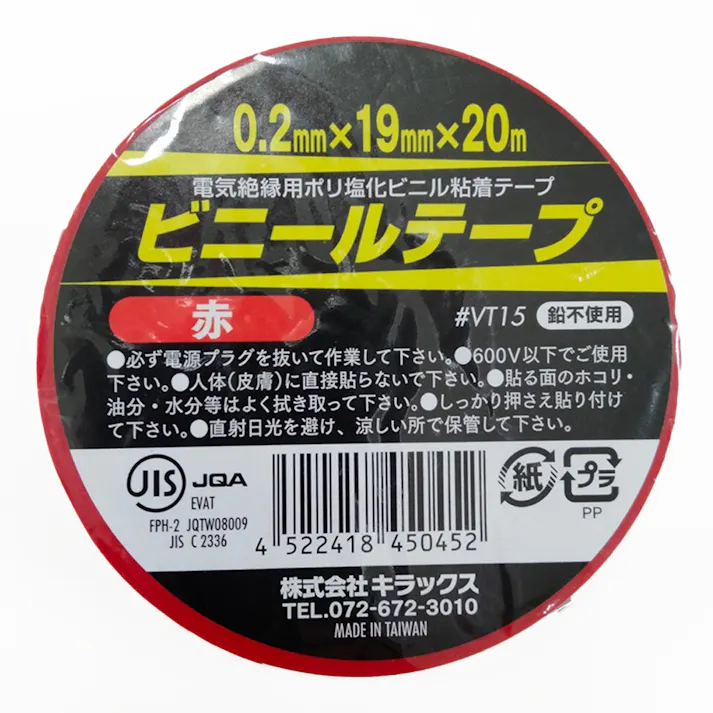 0.2mm×19mm×20m
電気絶縁用ポリ塩化ビニル粘着テープ
ビニールテープ
赤
#VT15 鉛不使用
●必ず電源プラグを抜いて作業して下さい。●600V以下でご使用
下さい。●人体(皮膚)に直接貼らないで下さい。●貼る面のホコリ・
油分・水分等はよく拭き取って下さい。●しっかり押さえ貼り付け
て下さい。●直射日光を避け、涼しい所で保管して下さい。
JIS JQA
EVAT
FPH-2 JQTW08009
JIS C 2336
4 522418 450452
紙
プラ
PP
株式会社 キラックス
TEL.072-672-3010
MADE IN TAIWAN